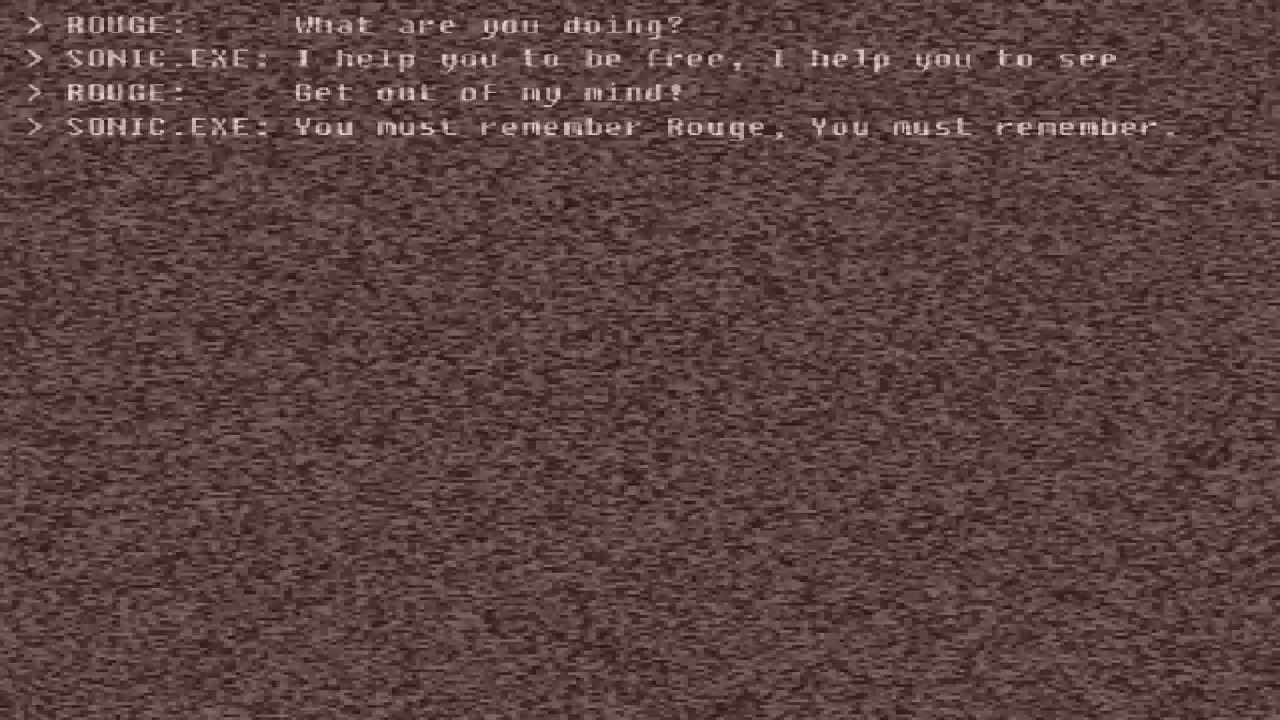 > ROUGE: What are you doing?
> SONIC.EXE: I help you to be free, I help you to see.
> ROUGE: Get out of my mind!
> SONIC.EXE: You must remember Rouge, You must remember.